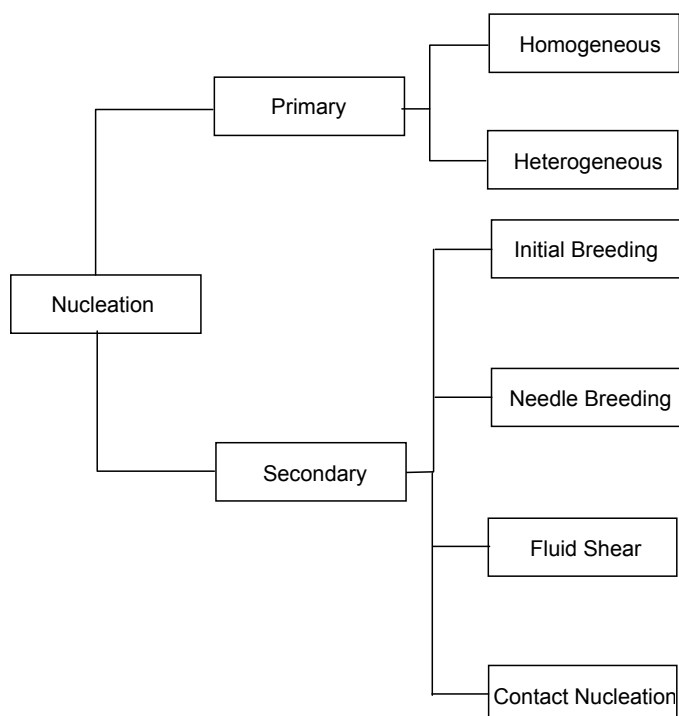 Homogeneous
Primary
Heterogeneous
Initial Breeding
Nucleation
Needle Breeding
Secondary
Fluid Shear
Contact Nucleation